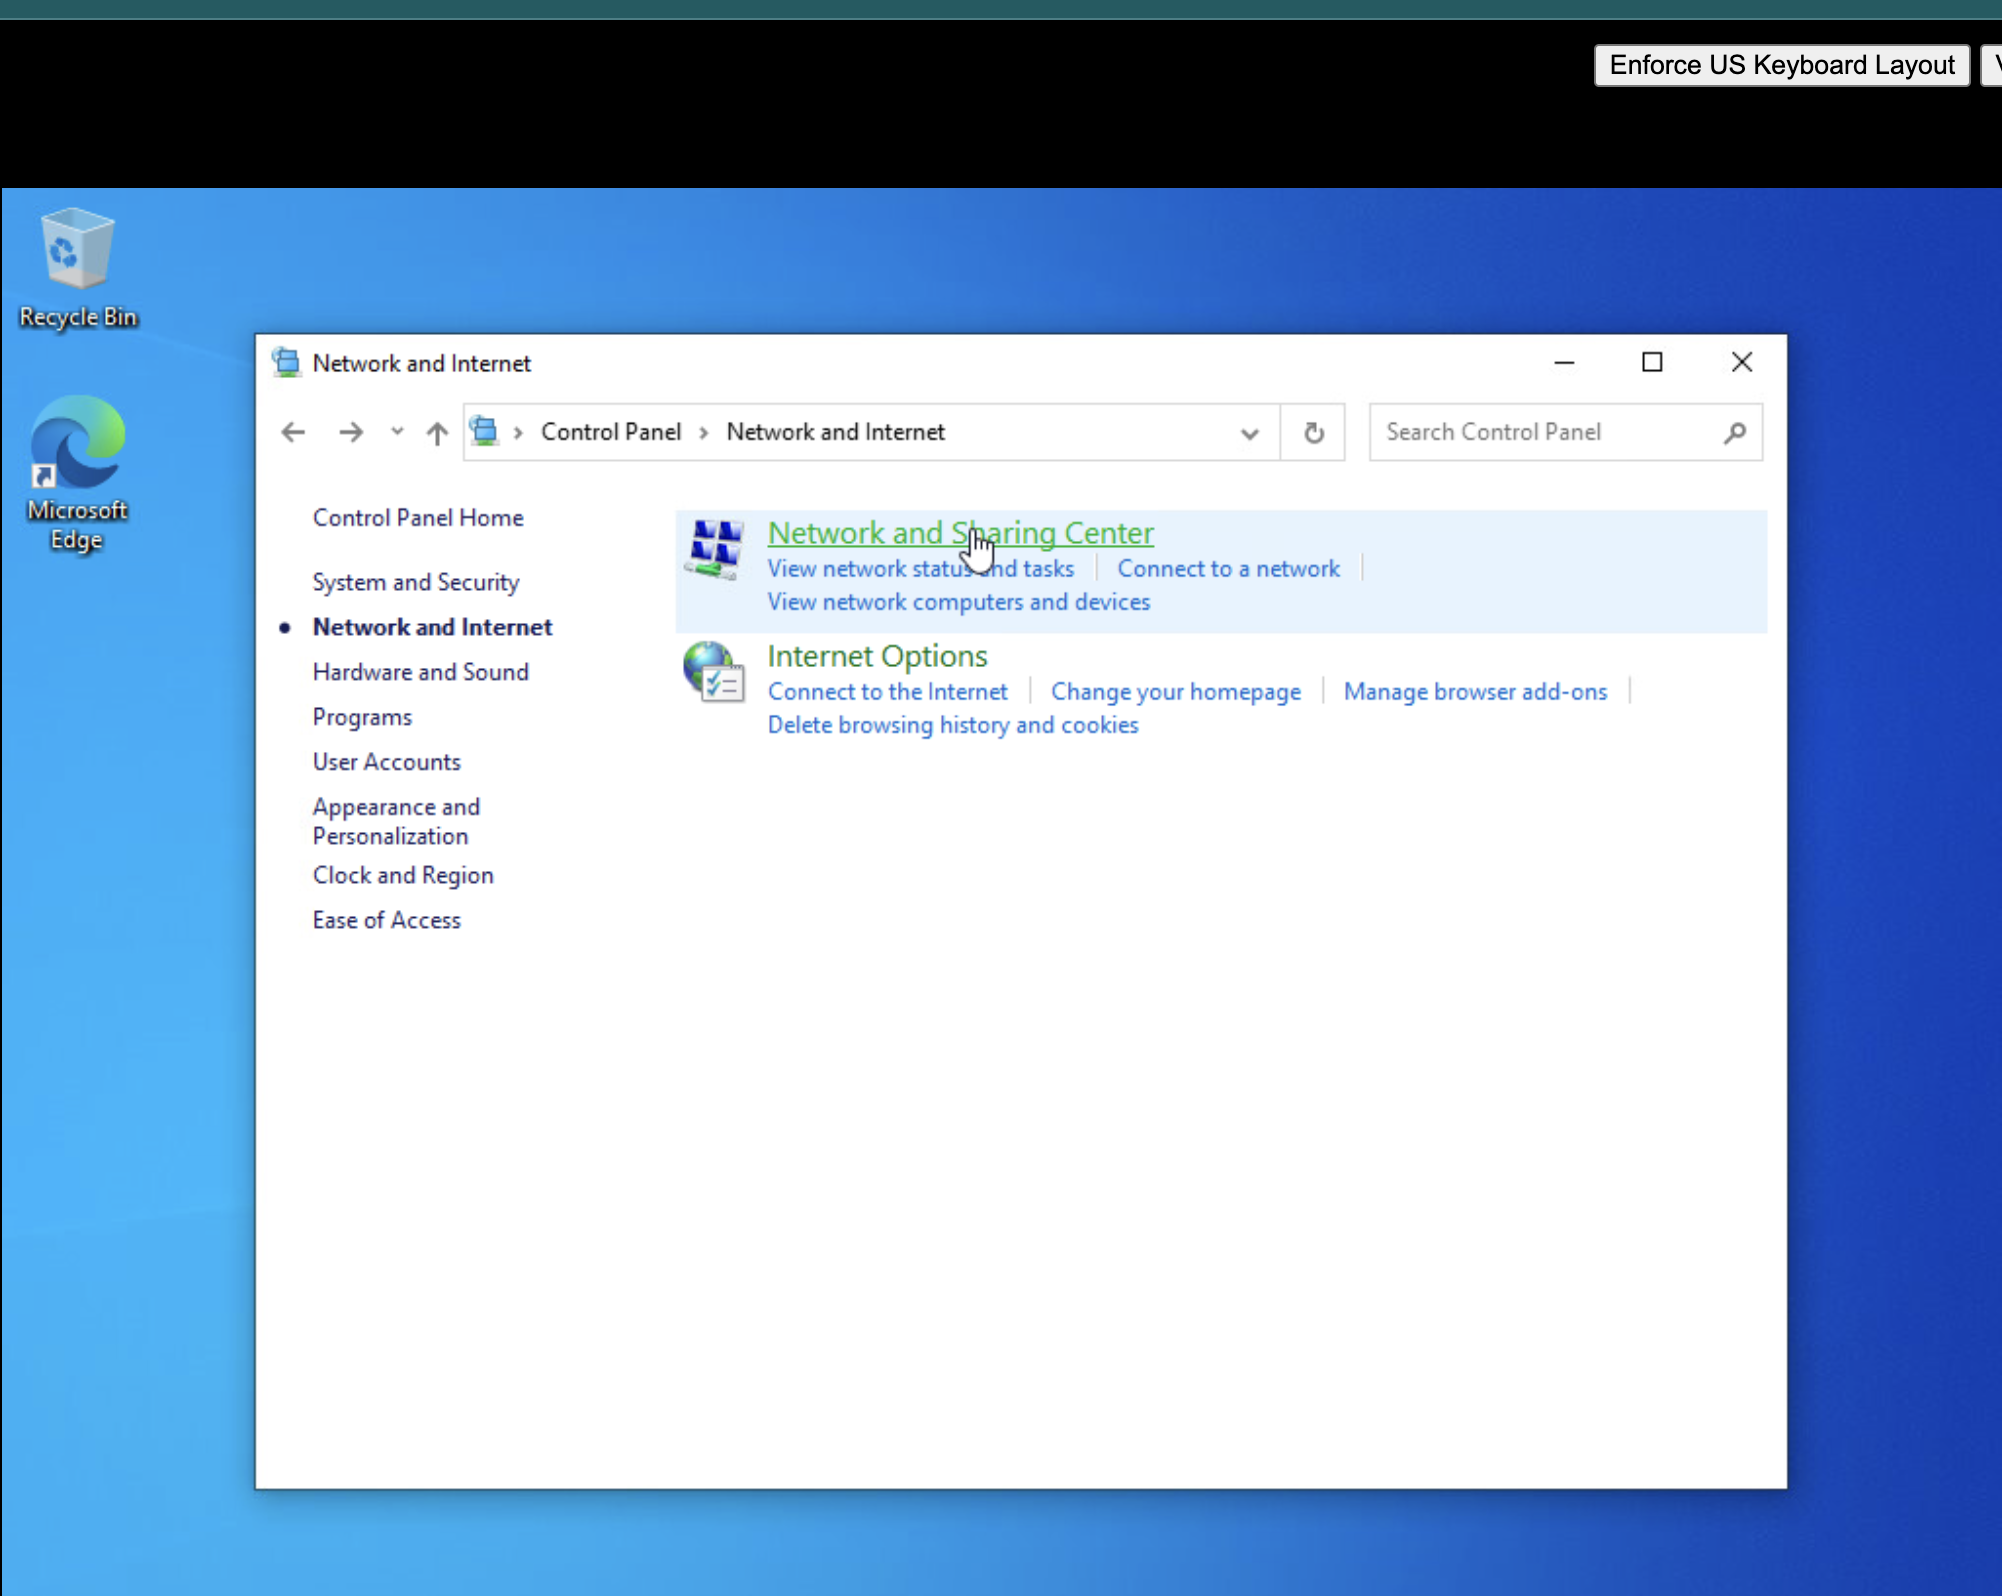 Enforce US Keyboard Layout
Recycle Bin
Microsoft
Edge
Network and Internet
Control Panel > Network and Internet
Search Control Panel
Control Panel Home
System and Security
Network and Internet
Hardware and Sound
Programs
User Accounts
Appearance and
Personalization
Clock and Region
Ease of Access
Network and Sharing Center
View network status and tasks
Connect to a network
View network computers and devices
Internet Options
Connect to the Internet
Change your homepage
Manage browser add-ons
Delete browsing history and cookies